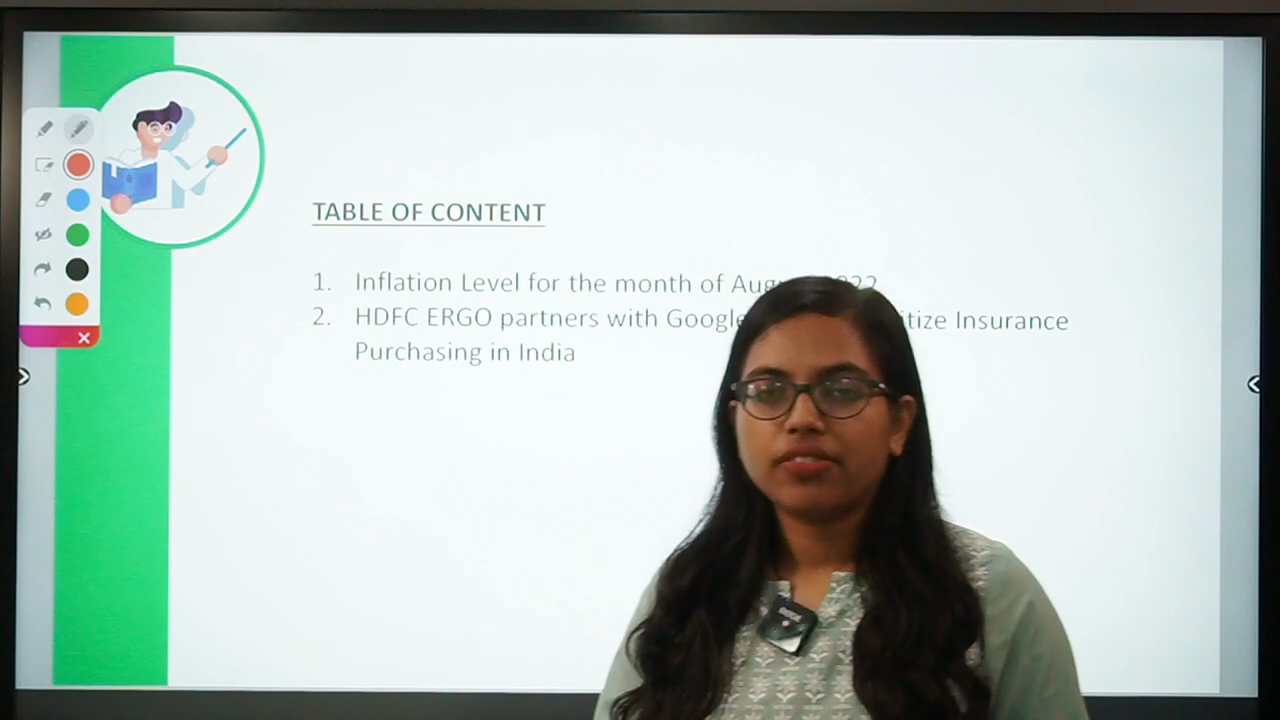 TABLE OF CONTENT
1. Inflation Level for the month of
2. HDFC ERGO partners with Google Insurance
Purchasing in India